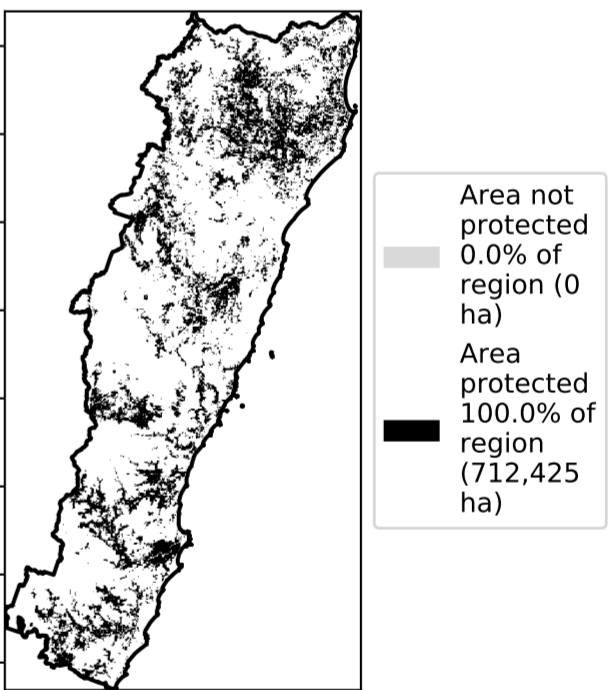 Area not
protected
0.0% of
region (0
ha)
Area
protected
100.0% of
region
(712,425
ha)